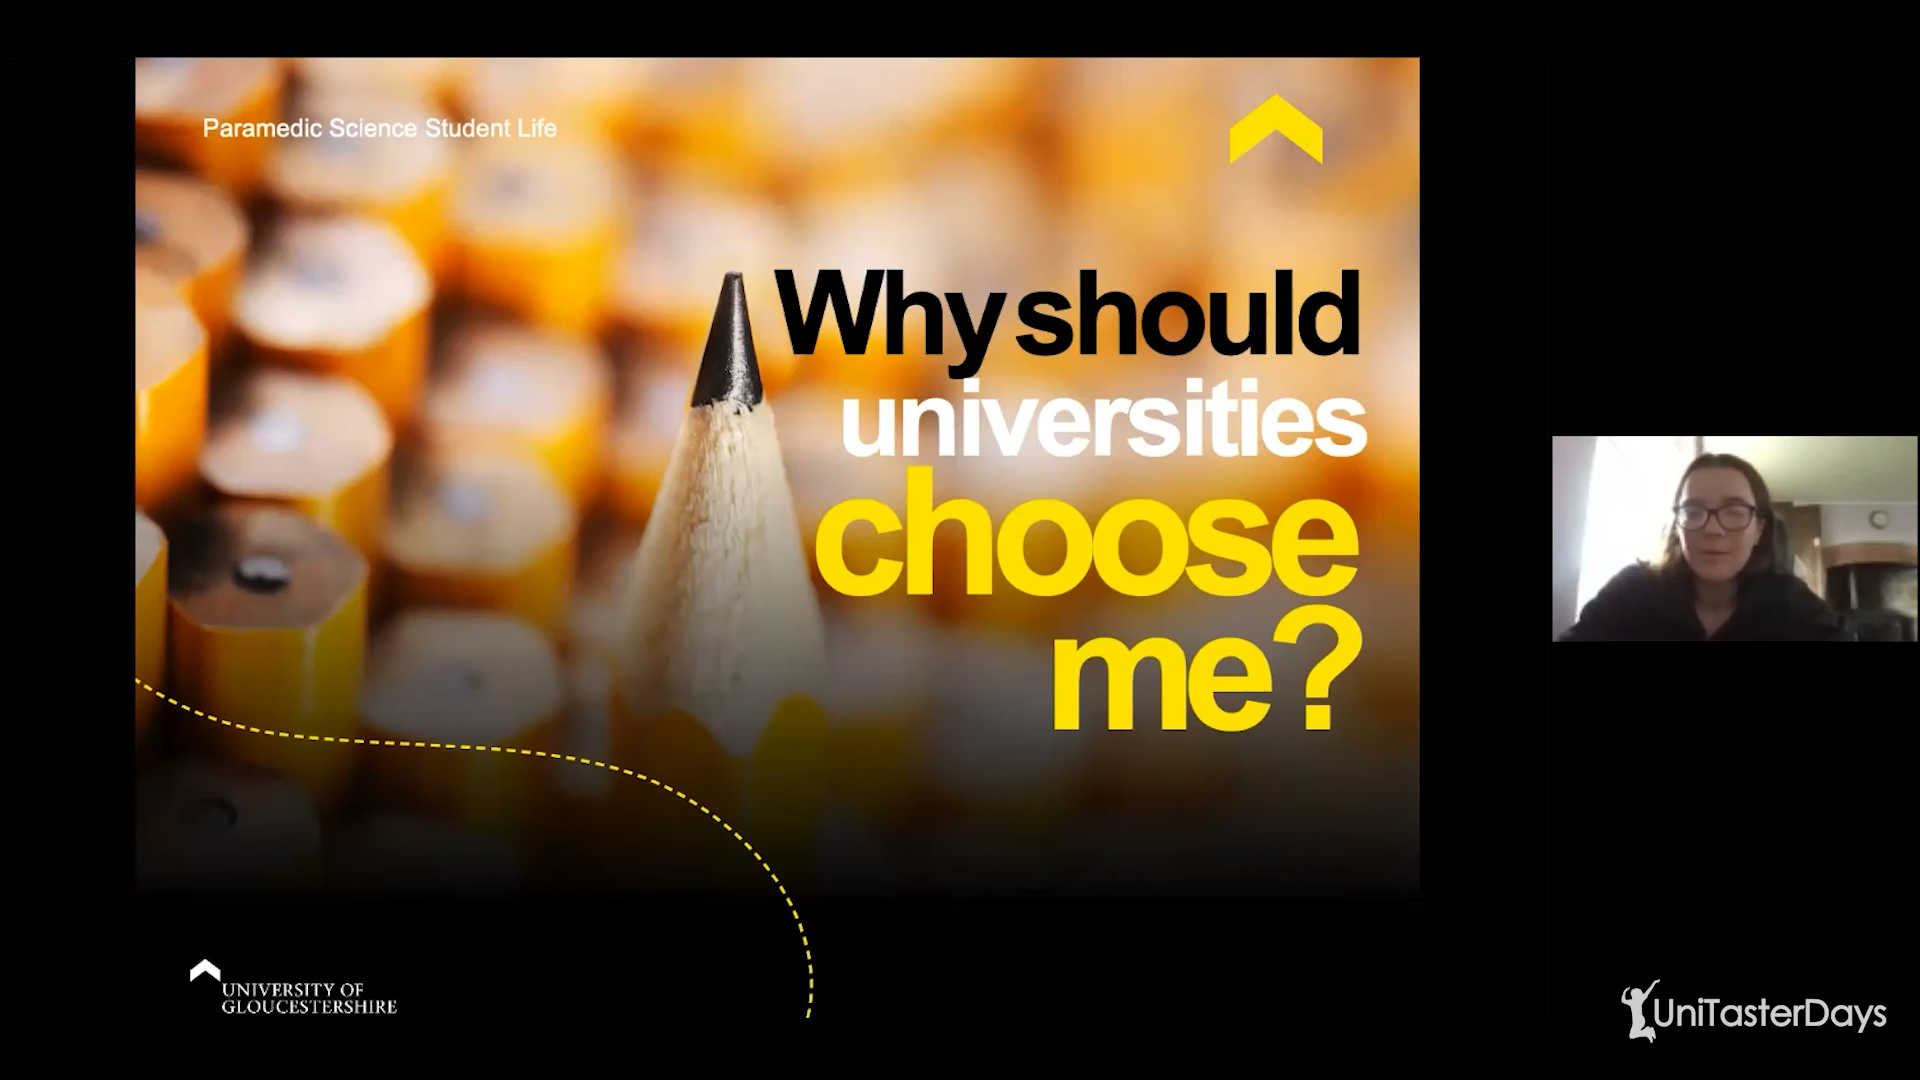 Paramedic Science Student Life
Why should
universities
choose
me?
UNIVERSITY OF
GLOUCESTERSHIRE
UniTasterDays